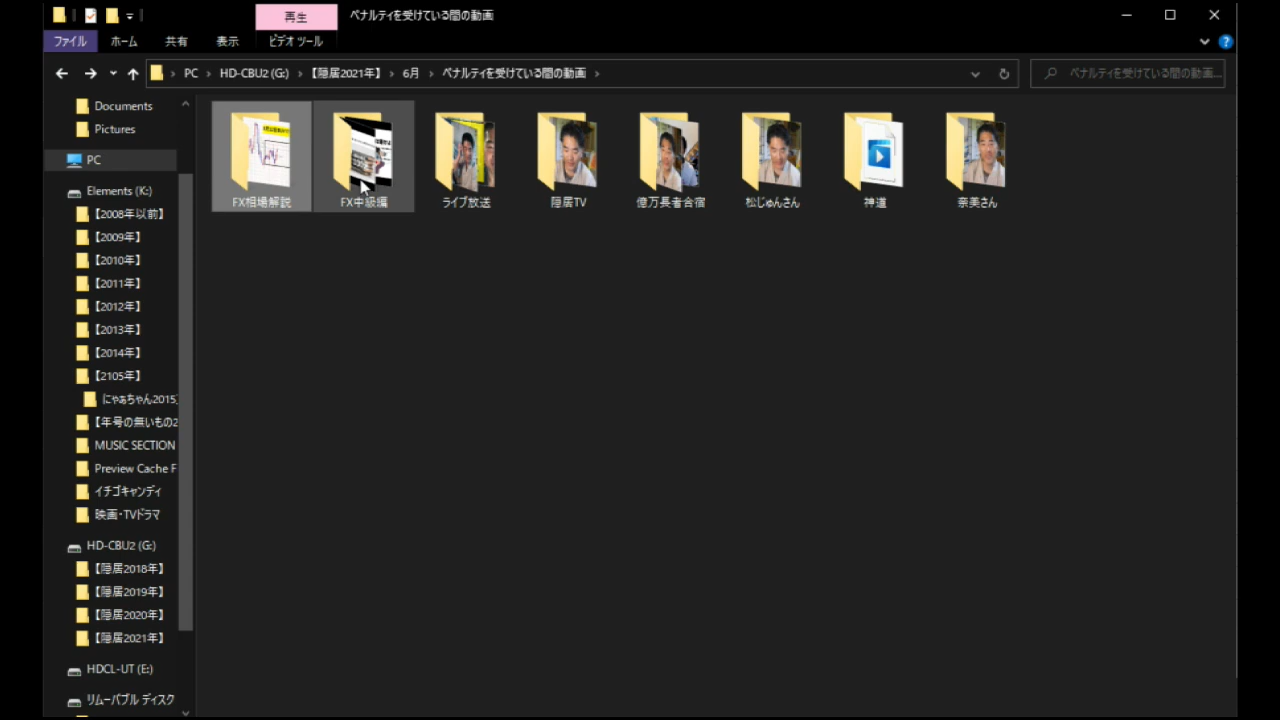 再生
ペナルティを受けている間の動画
ファイル
ホーム
共有
表示
ビデオ ツール
PC › HD-CBU2 (G:) › 【隠居2021年】 › 6月 › ペナルティを受けている間の動画 ›
ペナルティを受けている間の動画...
Documents
Pictures
PC
Elements (K:)
【2008年以前】
【2009年】
【2010年】
【2011年】
【2012年】
【2013年】
【2014年】
【2105年】
にゃぁちゃん2015
【年号の無いもの2
MUSIC SECTION
Preview Cache F
イチゴキャンディ
映画・TVドラマ
HD-CBU2 (G:)
【隠居2018年】
【隠居2019年】
【隠居2020年】
【隠居2021年】
HDCL-UT (E:)
リムーバブル ディスク
FX相場解説
FX中級編
ライブ放送
隠居TV
億万長者合宿
松じゅんさん
神道
奈美さん